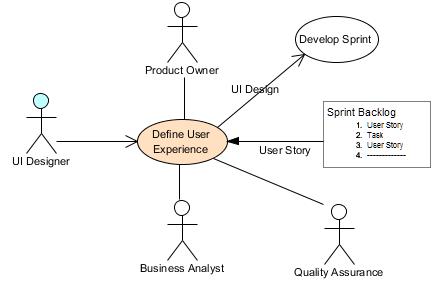 Develop Sprint
Product Owner
UI Design
Sprint Backlog
1. User Story
2. Task
3. User Story
4. --------------
Define User
Experience
User Story
UI Designer
Business Analyst
Quality Assurance